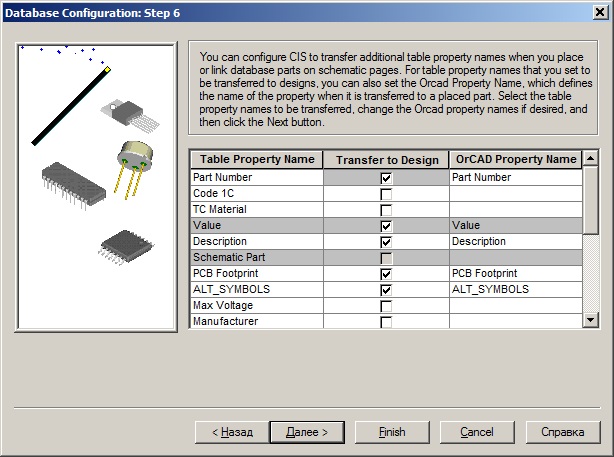 Database Configuration: Step 6
You can configure CIS to transfer additional table property names when you place
or link database parts on schematic pages. For table property names that you set to
be transferred to designs, you can also set the Orcad Property Name, which defines
the name of the property when it is transferred to a placed part. Select the table
property names to be transferred, change the Orcad property names if desired, and
then click the Next button.
Table Property Name Transfer to Design OrCAD Property Name
Part Number Part Number
Code 1C
TC Material
Value Value
Description Description
Schematic Part
PCB Footprint PCB Footprint
ALT_SYMBOLS ALT_SYMBOLS
Max Voltage
Manufacturer
< Назад Далее > Finish Cancel Справка